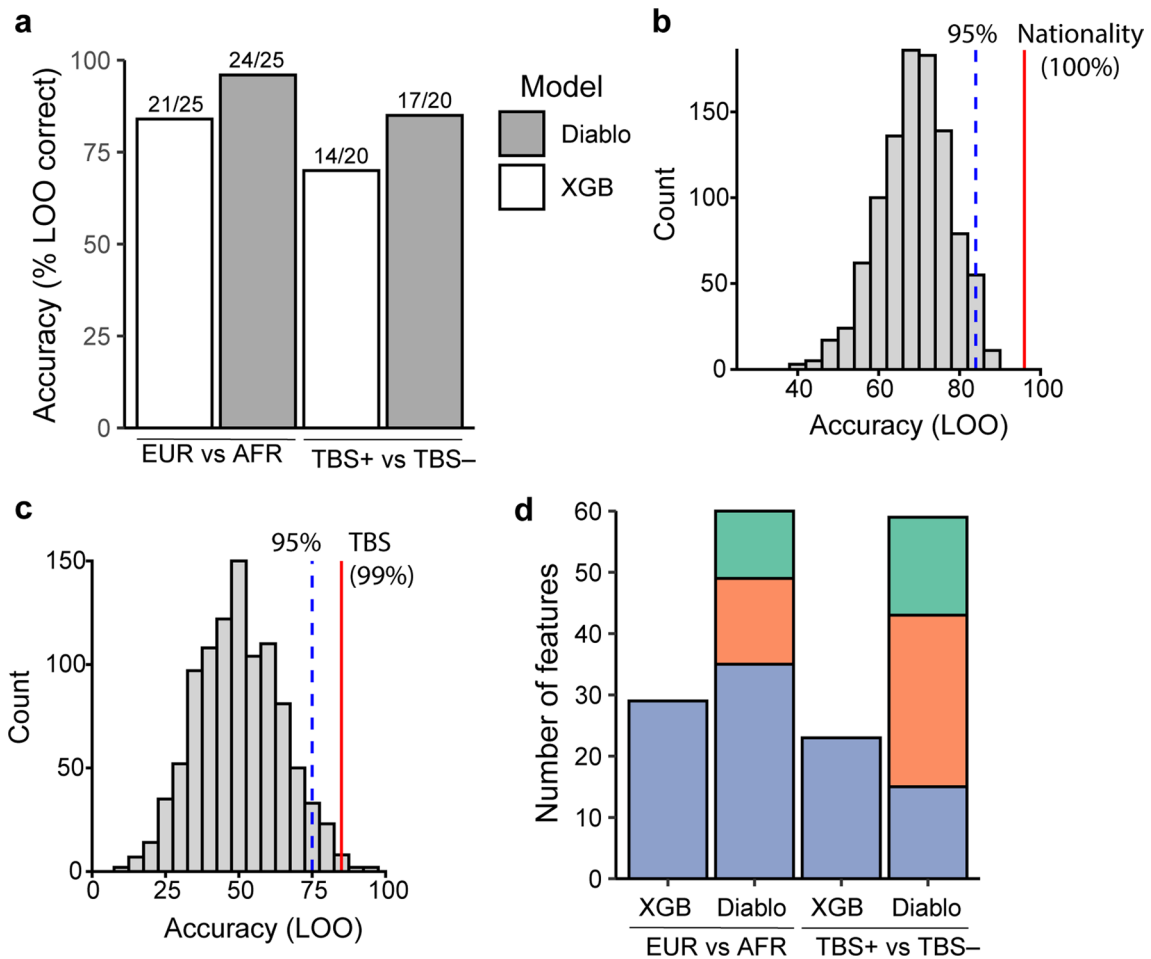 a
Accuracy (% LOO correct)
100
75
50
25
0
21/25
24/25
14/20
17/20
EUR vs AFR
TBS+ vs TBS–
Model
Diablo
XGB
b
95%
Nationality
(100%)
Count
150
100
50
0
40
60
80
100
Accuracy (LOO)
c
95%
TBS
(99%)
Count
150
100
50
0
0
25
50
75
100
Accuracy (LOO)
d
Number of features
60
50
40
30
20
10
0
XGB
Diablo
XGB
Diablo
EUR vs AFR
TBS+ vs TBS–